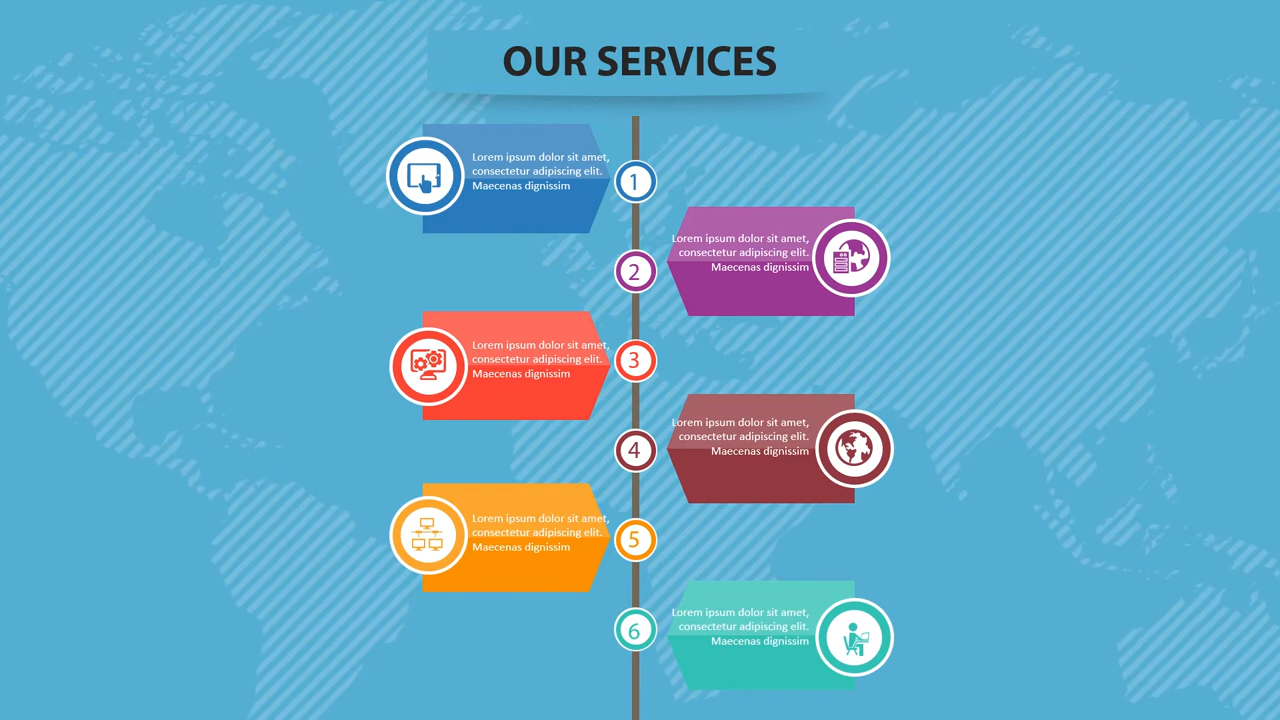 OUR SERVICES
Lorem ipsum dolor sit amet,
consectetur adipiscing elit.
Maecenas dignissim
1
Lorem ipsum dolor sit amet,
consectetur adipiscing elit.
Maecenas dignissim
2
Lorem ipsum dolor sit amet,
consectetur adipiscing elit.
Maecenas dignissim
3
Lorem ipsum dolor sit amet,
consectetur adipiscing elit.
Maecenas dignissim
4
Lorem ipsum dolor sit amet,
consectetur adipiscing elit.
Maecenas dignissim
5
Lorem ipsum dolor sit amet,
consectetur adipiscing elit.
Maecenas dignissim
6